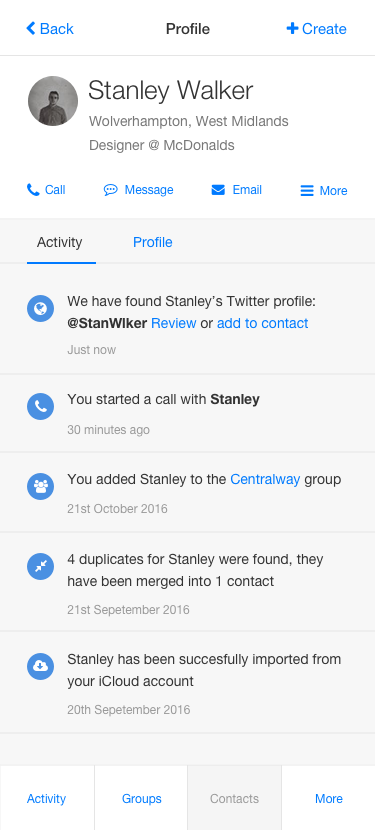 Back Profile Create
Stanley Walker
Wolverhampton, West Midlands
Designer @ McDonalds
Call Message Email More
Activity Profile
We have found Stanley’s Twitter profile:
@StanWlker Review or add to contact
Just now
You started a call with Stanley
30 minutes ago
You added Stanley to the Centralway group
21st October 2016
4 duplicates for Stanley were found, they
have been merged into 1 contact
21st Sepetember 2016
Stanley has been succesfully imported from
your iCloud account
20th Sepetember 2016
Activity Groups Contacts More